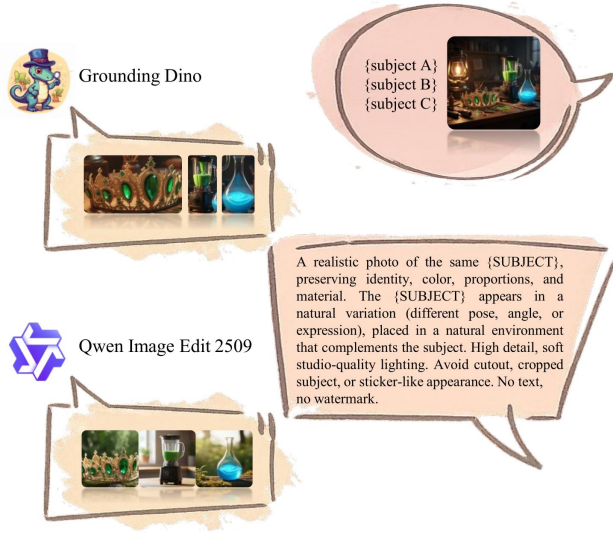 Grounding Dino
{subject A}
{subject B}
{subject C}
A realistic photo of the same {SUBJECT},
preserving identity, color, proportions, and
material. The {SUBJECT} appears in a
natural variation (different pose, angle, or
expression), placed in a natural environment
that complements the subject. High detail, soft
studio-quality lighting. Avoid cutout, cropped
subject, or sticker-like appearance. No text,
no watermark.
Qwen Image Edit 2509